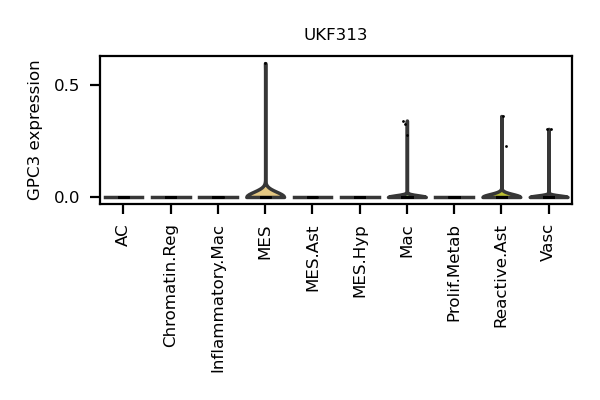 UKF313
GPC3 expression
0.5
0.0
AC
Chromatin.Reg
Inflammatory.Mac
MES
MES.Ast
MES.Hyp
Mac
Prolif.Metab
Reactive.Ast
Vasc